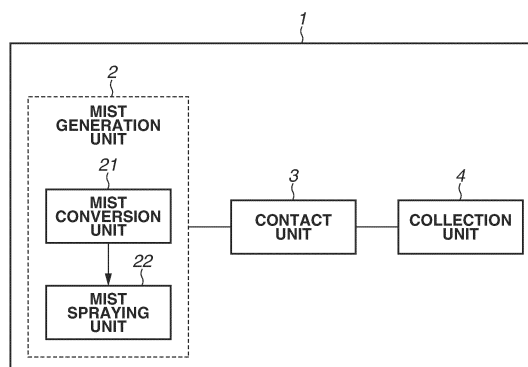 1
2
MIST
GENERATION
UNIT
21
MIST
CONVERSION
UNIT
22
MIST
SPRAYING
UNIT
3
CONTACT
UNIT
4
COLLECTION
UNIT